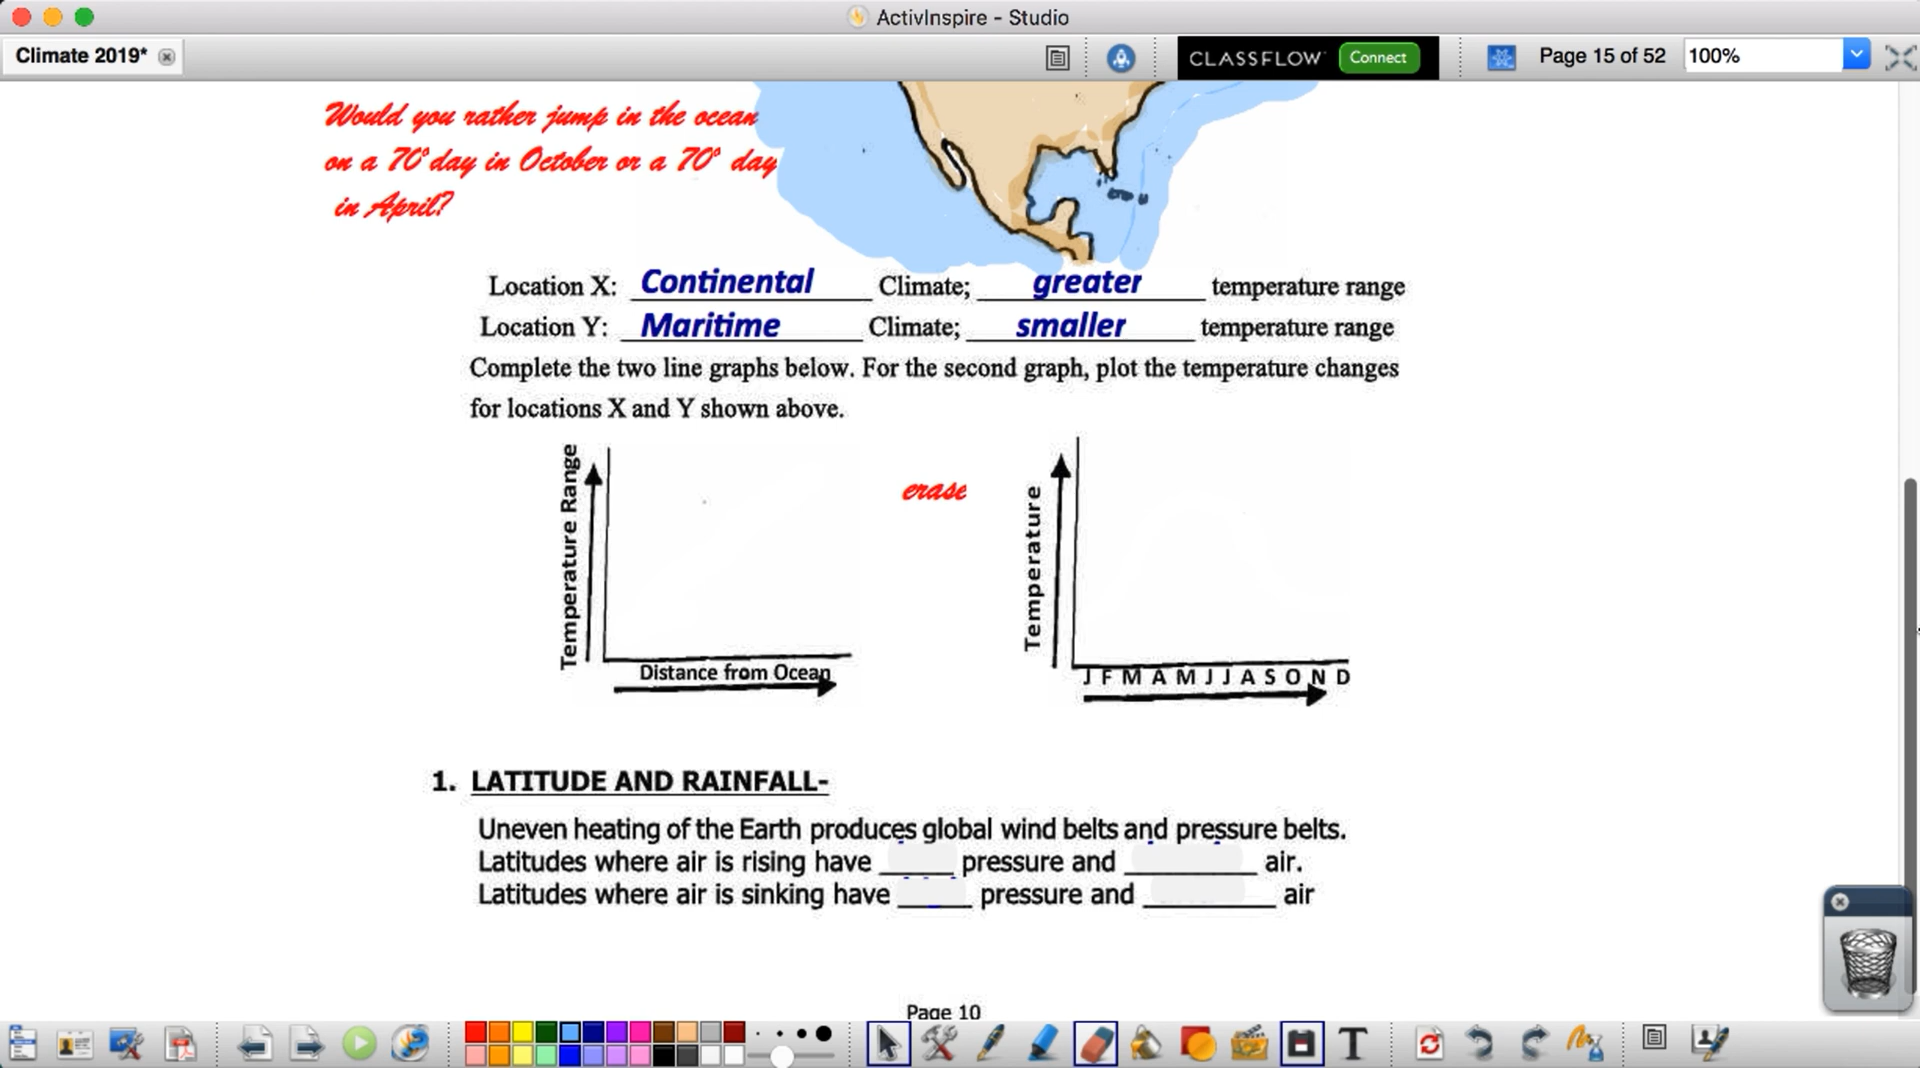 ActivInspire - Studio
Climate 2019*
CLASSFLOW Connect
Page 15 of 52
100%
Would you rather jump in the ocean
on a 70° day in October or a 70° day
in April?
Location X: Continental Climate; greater temperature range
Location Y: Maritime Climate; smaller temperature range
Complete the two line graphs below. For the second graph, plot the temperature changes
for locations X and Y shown above.
Temperature Range
Distance from Ocean
erase
Temperature
J F M A M J J A S O N D
1. LATITUDE AND RAINFALL-
Uneven heating of the Earth produces global wind belts and pressure belts.
Latitudes where air is rising have _____ pressure and _________ air.
Latitudes where air is sinking have _____ pressure and _________ air
Page 10
T